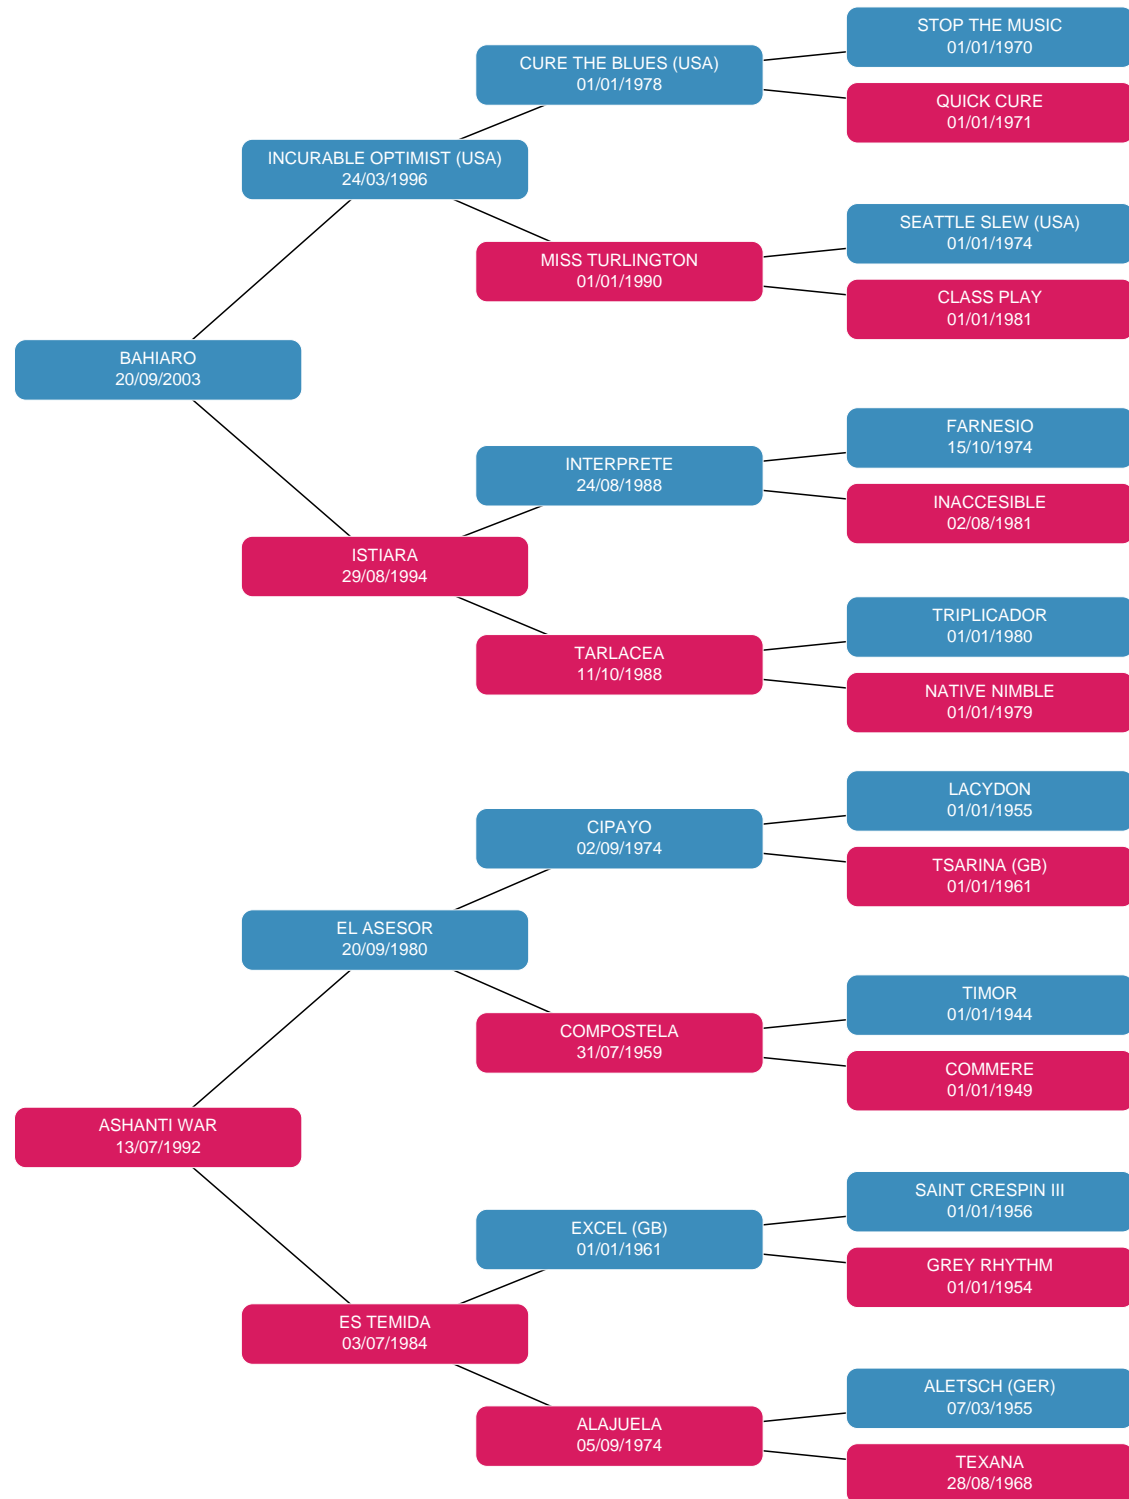 STOP THE MUSIC
01/01/1970
CURE THE BLUES (USA)
01/01/1978
QUICK CURE
01/01/1971
INCURABLE OPTIMIST (USA)
24/03/1996
SEATTLE SLEW (USA)
01/01/1974
MISS TURLINGTON
01/01/1990
CLASS PLAY
01/01/1981
BAHIARO
20/09/2003
FARNESIO
15/10/1974
INTERPRETE
24/08/1988
INACCESIBLE
02/08/1981
ISTIARA
29/08/1994
TRIPLICADOR
01/01/1980
TARLACEA
11/10/1988
NATIVE NIMBLE
01/01/1979
LACYDON
01/01/1955
CIPAYO
02/09/1974
TSARINA (GB)
01/01/1961
EL ASESOR
20/09/1980
TIMOR
01/01/1944
COMPOSTELA
31/07/1959
COMMERE
01/01/1949
ASHANTI WAR
13/07/1992
SAINT CRESPIN III
01/01/1956
EXCEL (GB)
01/01/1961
GREY RHYTHM
01/01/1954
ES TEMIDA
03/07/1984
ALETSCH (GER)
07/03/1955
ALAJUELA
05/09/1974
TEXANA
28/08/1968